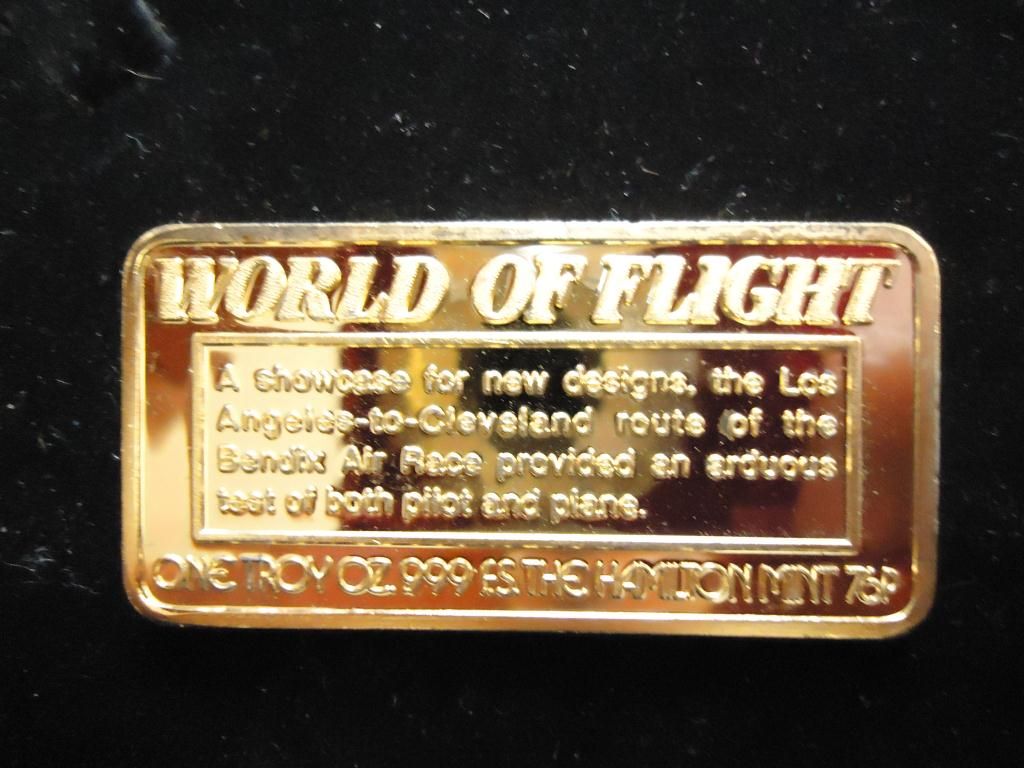 WORLD OF FLIGHT
A showcase for new designs, the Los
Angeles-to-Cleveland route of the
Bendix Air Race provided an arduous
test of both pilot and plane.
ONE TROY OZ. 999 F.S. THE HAMILTON MINT 76P